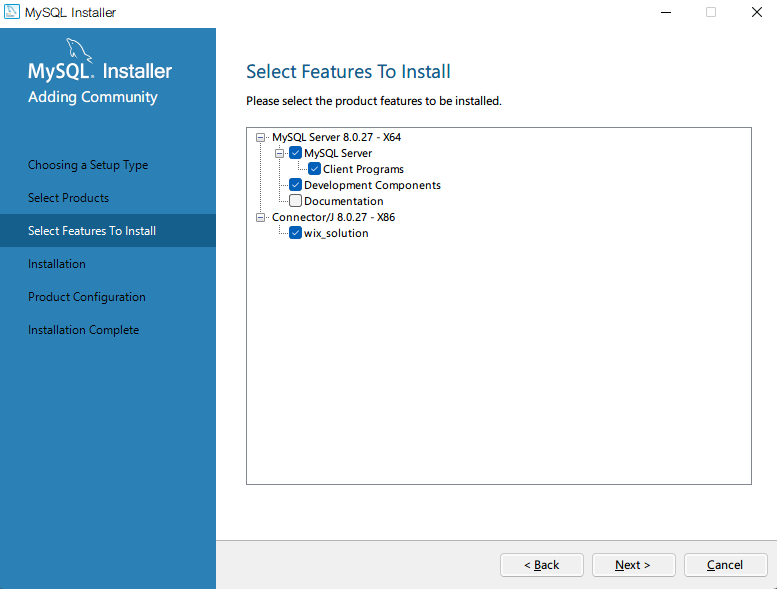 MySQL Installer
MySQL. Installer
Adding Community
Choosing a Setup Type
Select Products
Select Features To Install
Installation
Product Configuration
Installation Complete
Select Features To Install
Please select the product features to be installed.
MySQL Server 8.0.27 - X64
MySQL Server
Client Programs
Development Components
Documentation
Connector/J 8.0.27 - X86
wix_solution
< Back
Next >
Cancel